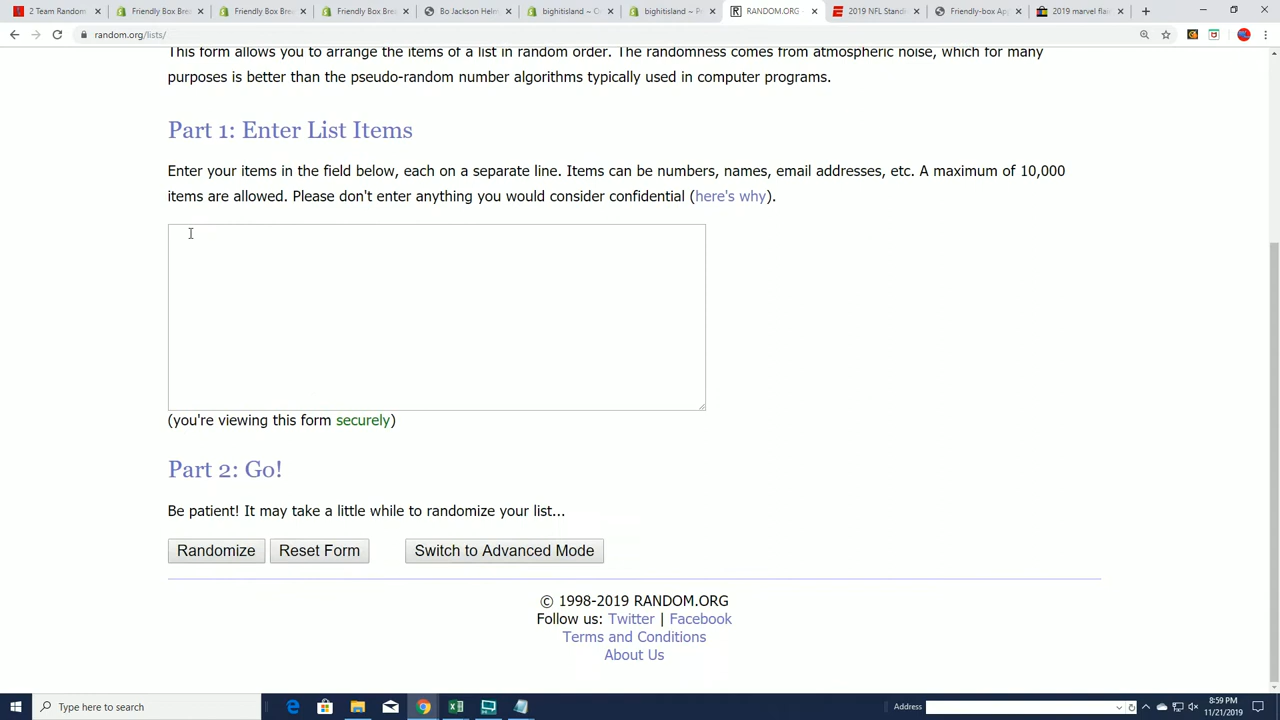 2 Team Random
Friendly Box Bre
Friendly Box Bre
Friendly Box Bre
Bo Jackson Helm
bighitisland ~ C
bighitisland ~ P
RANDOM.ORG
2019 NFL Standi
Friendly-box Ap
2019 marvel flai
random.org/lists/
This form allows you to arrange the items of a list in random order. The randomness comes from atmospheric noise, which for many
purposes is better than the pseudo-random number algorithms typically used in computer programs.
Part 1: Enter List Items
Enter your items in the field below, each on a separate line. Items can be numbers, names, email addresses, etc. A maximum of 10,000
items are allowed. Please don't enter anything you would consider confidential (here's why).
(you're viewing this form securely)
Part 2: Go!
Be patient! It may take a little while to randomize your list...
Randomize Reset Form Switch to Advanced Mode
© 1998-2019 RANDOM.ORG
Follow us: Twitter | Facebook
Terms and Conditions
About Us
Type here to search
Address
8:59 PM
11/21/2019